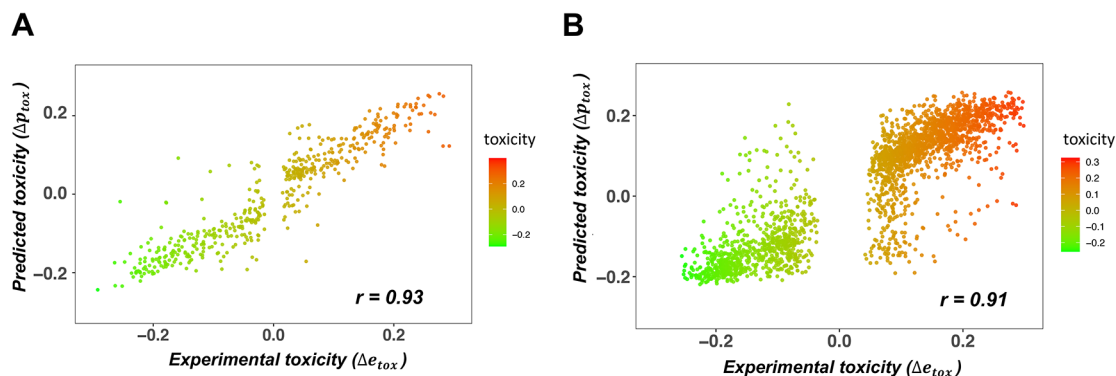 A
Predicted toxicity (Δp_tox)
0.2
0.0
−0.2
−0.2
0.0
0.2
Experimental toxicity (Δe_tox)
r = 0.93
toxicity
0.2
0.0
−0.2
B
Predicted toxicity (Δp_tox)
0.2
0.0
−0.2
−0.2
0.0
0.2
Experimental toxicity (Δe_tox)
r = 0.91
toxicity
0.3
0.2
0.1
0.0
−0.1
−0.2